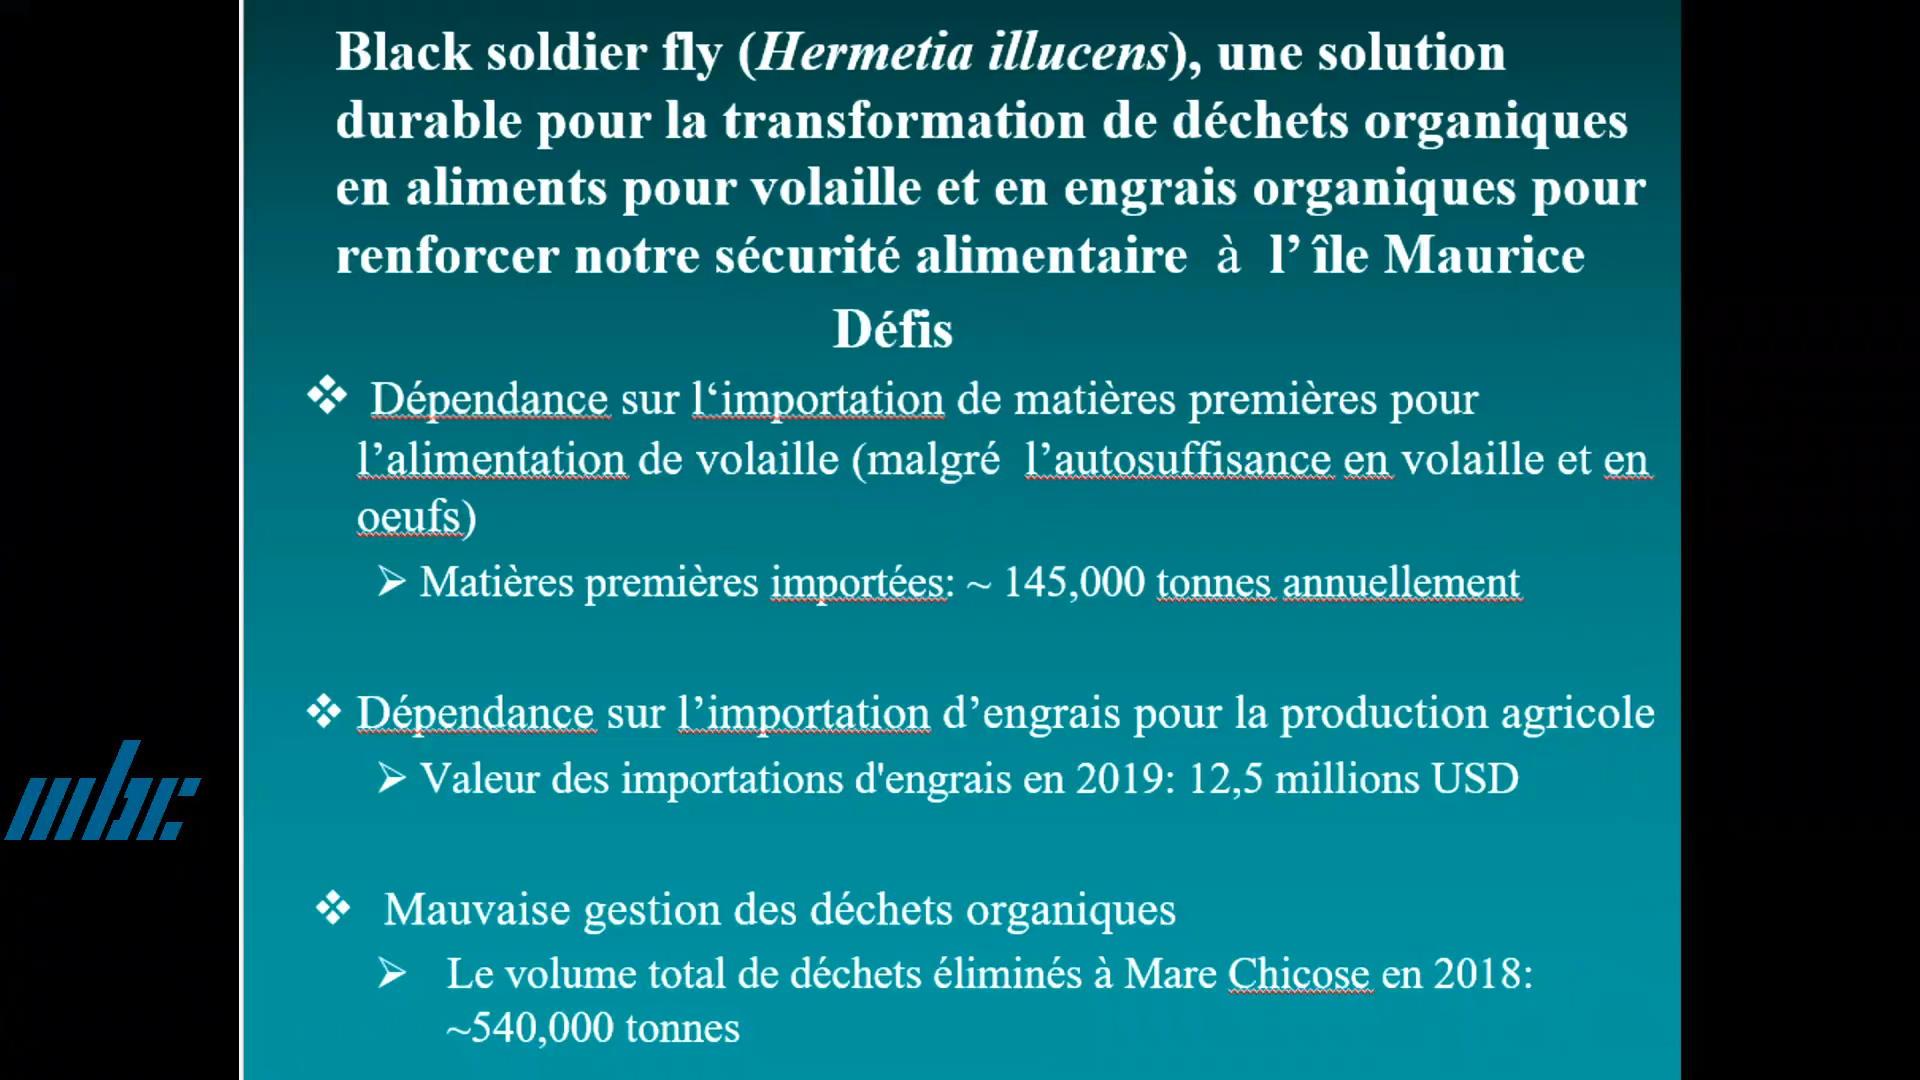 Black soldier fly (Hermetia illucens), une solution
durable pour la transformation de déchets organiques
en aliments pour volaille et en engrais organiques pour
renforcer notre sécurité alimentaire à l’ île Maurice
Défis
❖ Dépendance sur l‘importation de matières premières pour
l’alimentation de volaille (malgré l’autosuffisance en volaille et en
oeufs)
➢ Matières premières importées: ~ 145,000 tonnes annuellement
❖ Dépendance sur l’importation d’engrais pour la production agricole
➢ Valeur des importations d'engrais en 2019: 12,5 millions USD
mbc
❖ Mauvaise gestion des déchets organiques
➢ Le volume total de déchets éliminés à Mare Chicose en 2018:
~540,000 tonnes